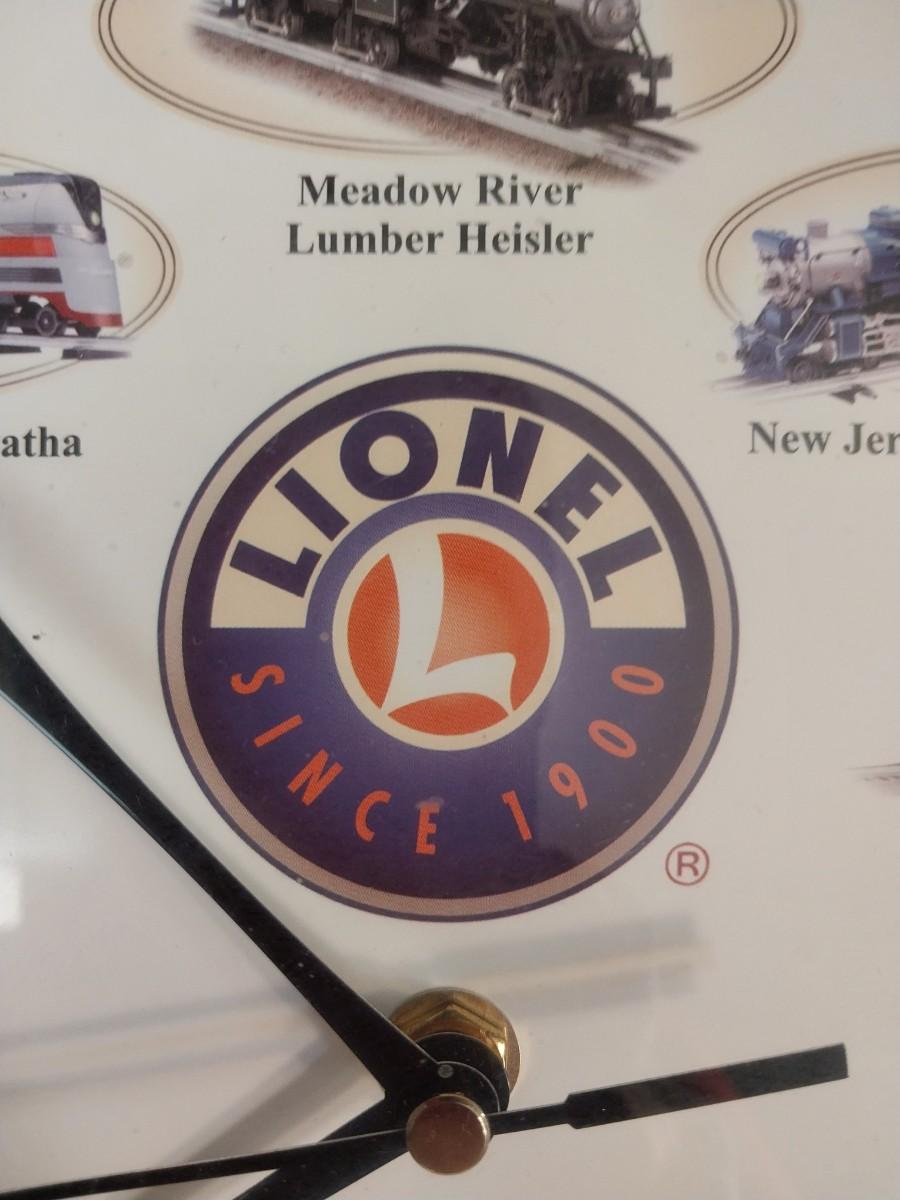 Meadow River
Lumber Heisler
atha
New Jer
LIONEL
L
SINCE 1900
®